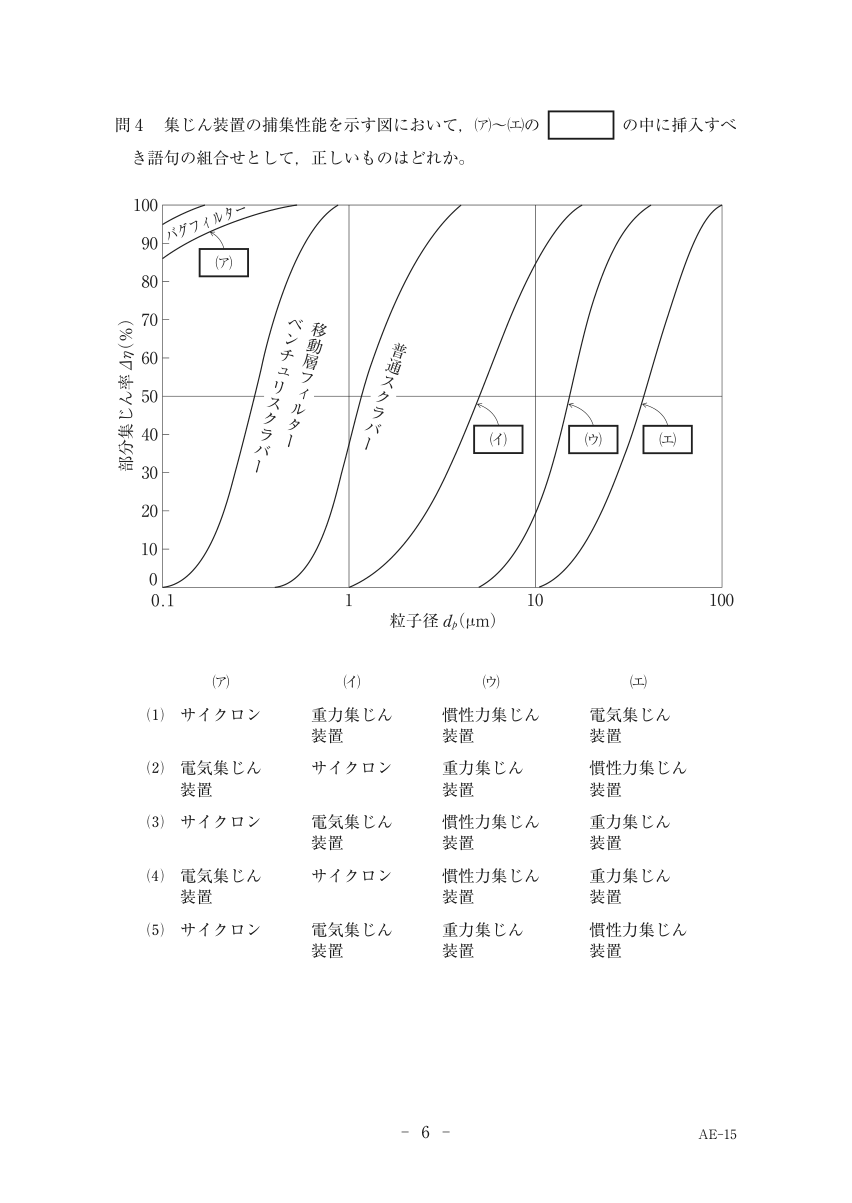 問4　集じん装置の捕集性能を示す図において，㋐～㋓の　　　の中に挿入すべ
き語句の組合せとして，正しいものはどれか。
100
90
80
70
60
50
40
30
20
10
0
部分集じん率 Δη(%)
バグフィルター
(ア)
移動層フィルター
ベンチュリスクラバー
普通スクラバー
(イ)
(ウ)
(エ)
0.1　1　10　100
粒子径 dp(μm)
(ア)　(イ)　(ウ)　(エ)
(1)　サイクロン　重力集じん　慣性力集じん　電気集じん
装置　装置　装置
(2)　電気集じん　サイクロン　重力集じん　慣性力集じん
装置　装置　装置
(3)　サイクロン　電気集じん　慣性力集じん　重力集じん
装置　装置　装置
(4)　電気集じん　サイクロン　慣性力集じん　重力集じん
装置　装置　装置
(5)　サイクロン　電気集じん　重力集じん　慣性力集じん
装置　装置　装置
－ 6 －
AE-15